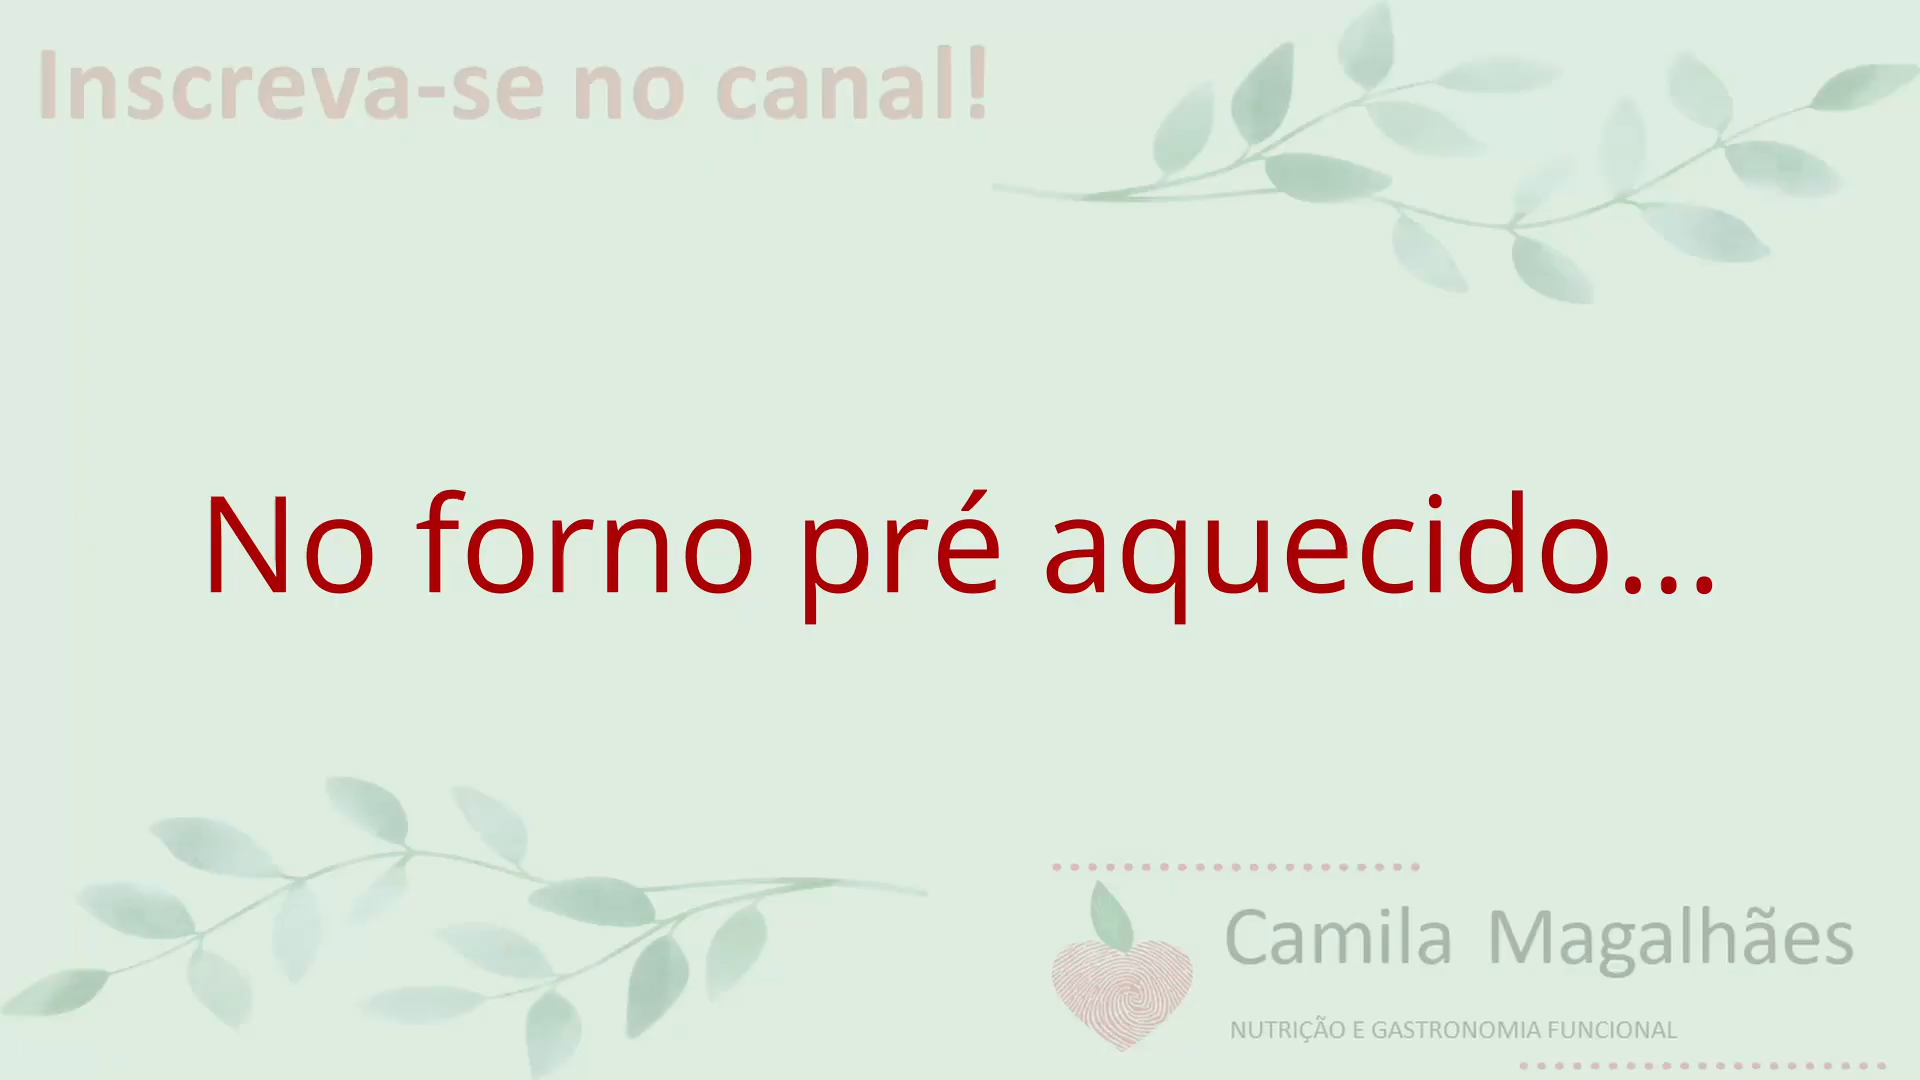 Inscreva-se no canal!
No forno pré aquecido...
Camila Magalhães
NUTRIÇÃO E GASTRONOMIA FUNCIONAL